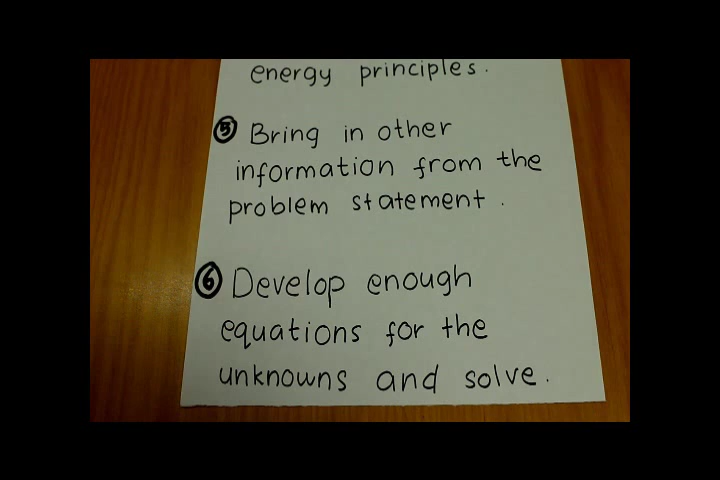 energy principles.
⑤ Bring in other
information from the
problem statement.
⑥ Develop enough
equations for the
unknowns and solve.